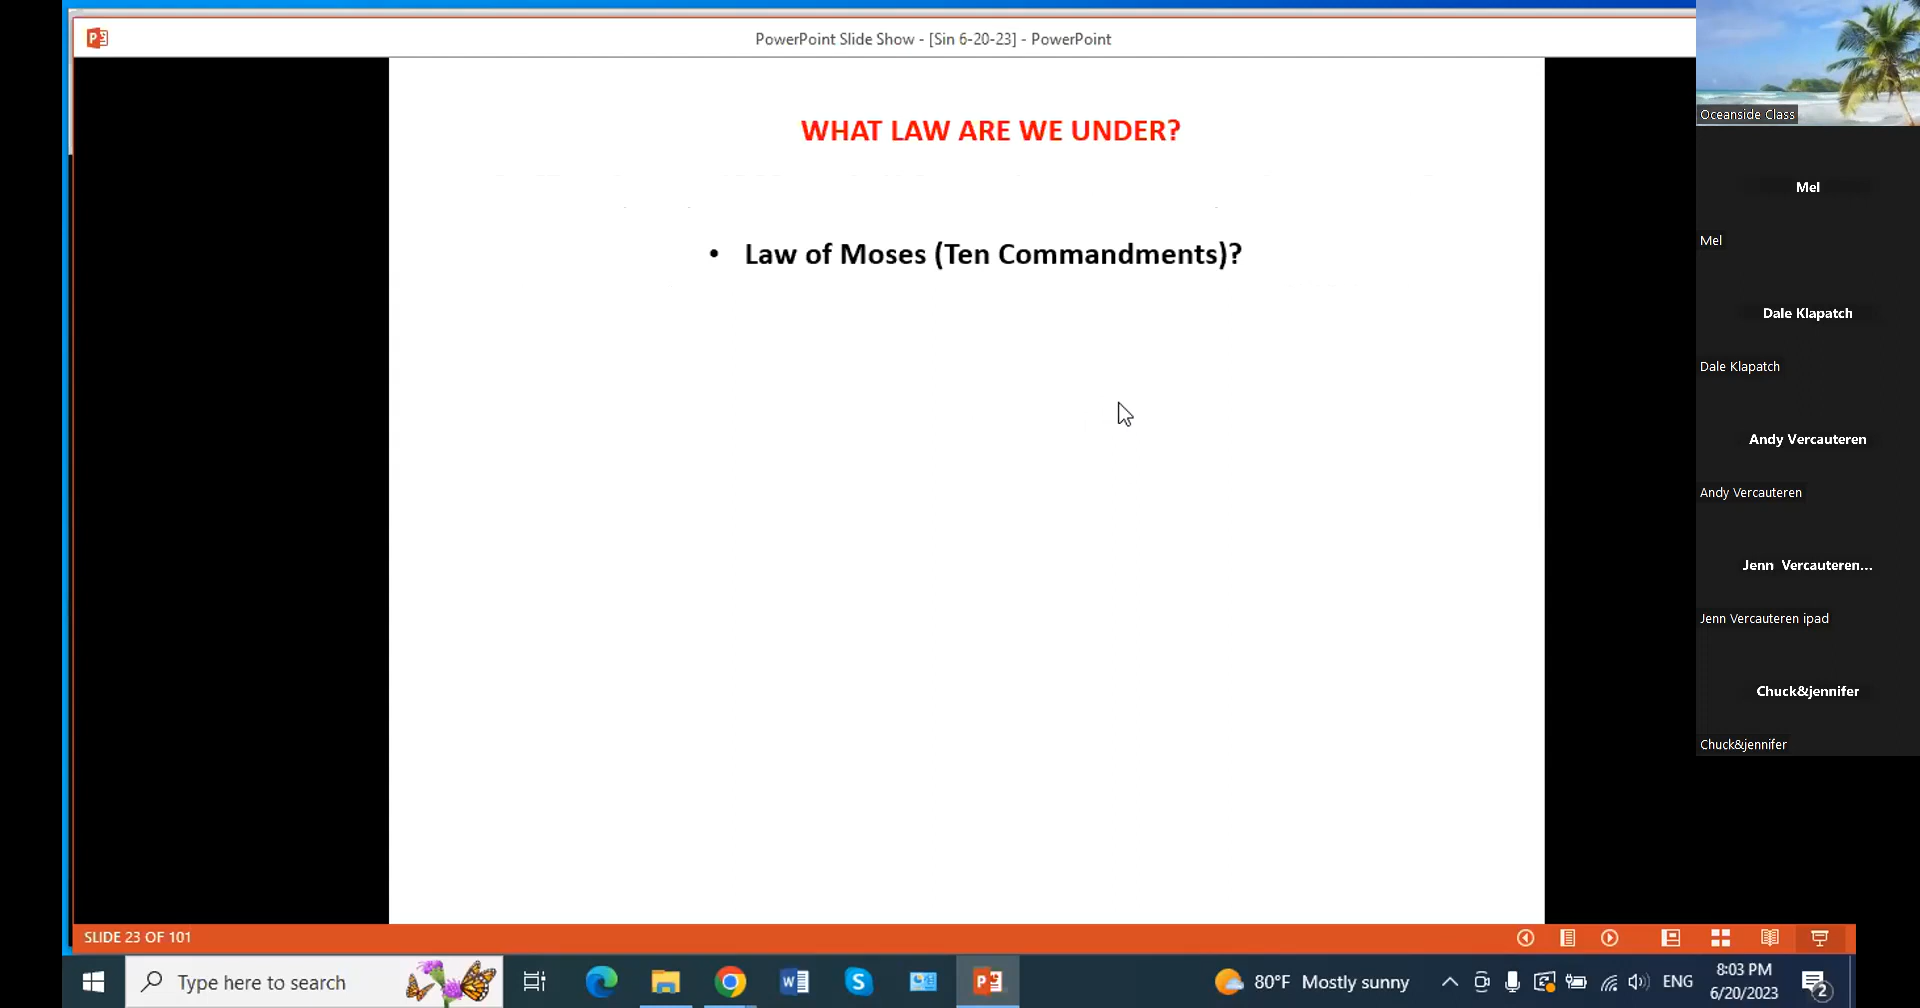 PowerPoint Slide Show - [Sin 6-20-23] - PowerPoint
WHAT LAW ARE WE UNDER?
• Law of Moses (Ten Commandments)?
Oceanside Class
Mel
Mel
Dale Klapatch
Dale Klapatch
Andy Vercauteren
Andy Vercauteren
Jenn Vercauteren...
Jenn Vercauteren ipad
Chuck&jennifer
Chuck&jennifer
SLIDE 23 OF 101
Type here to search
80°F Mostly sunny
ENG
8:03 PM
6/20/2023
2